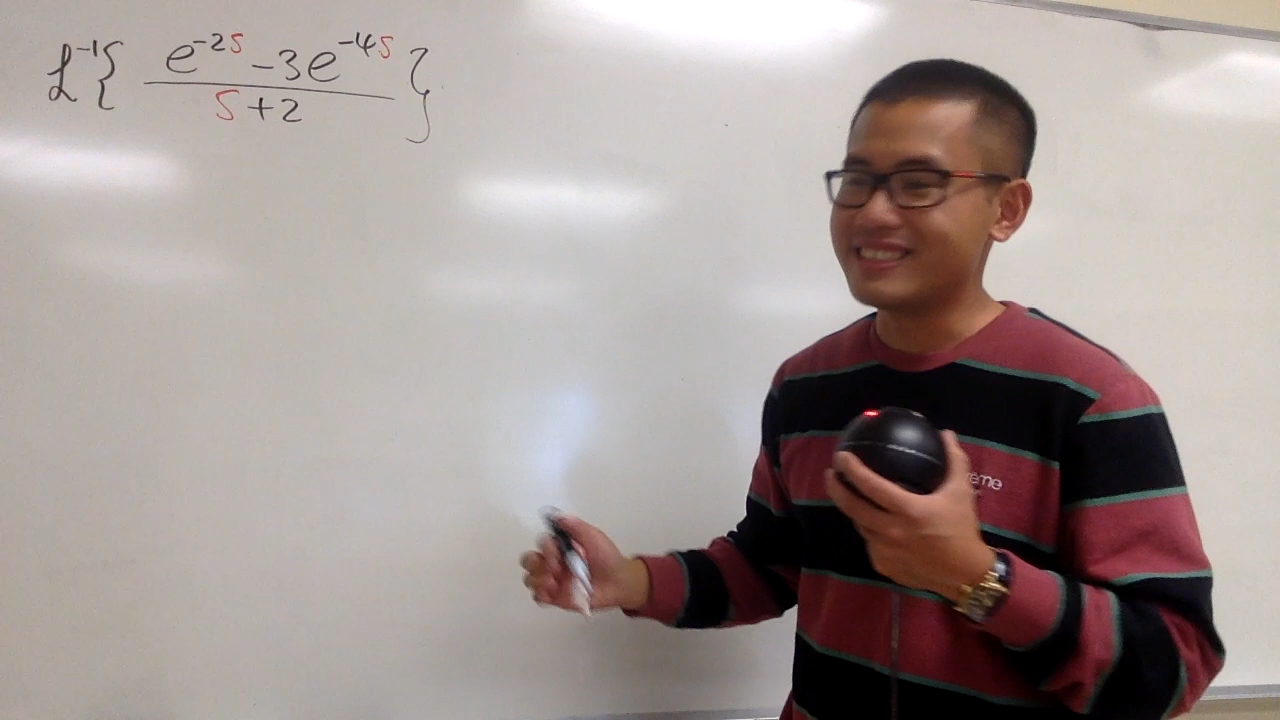 ℒ⁻¹{ (e^{-2s} - 3e^{-4s}) / (s+2) }